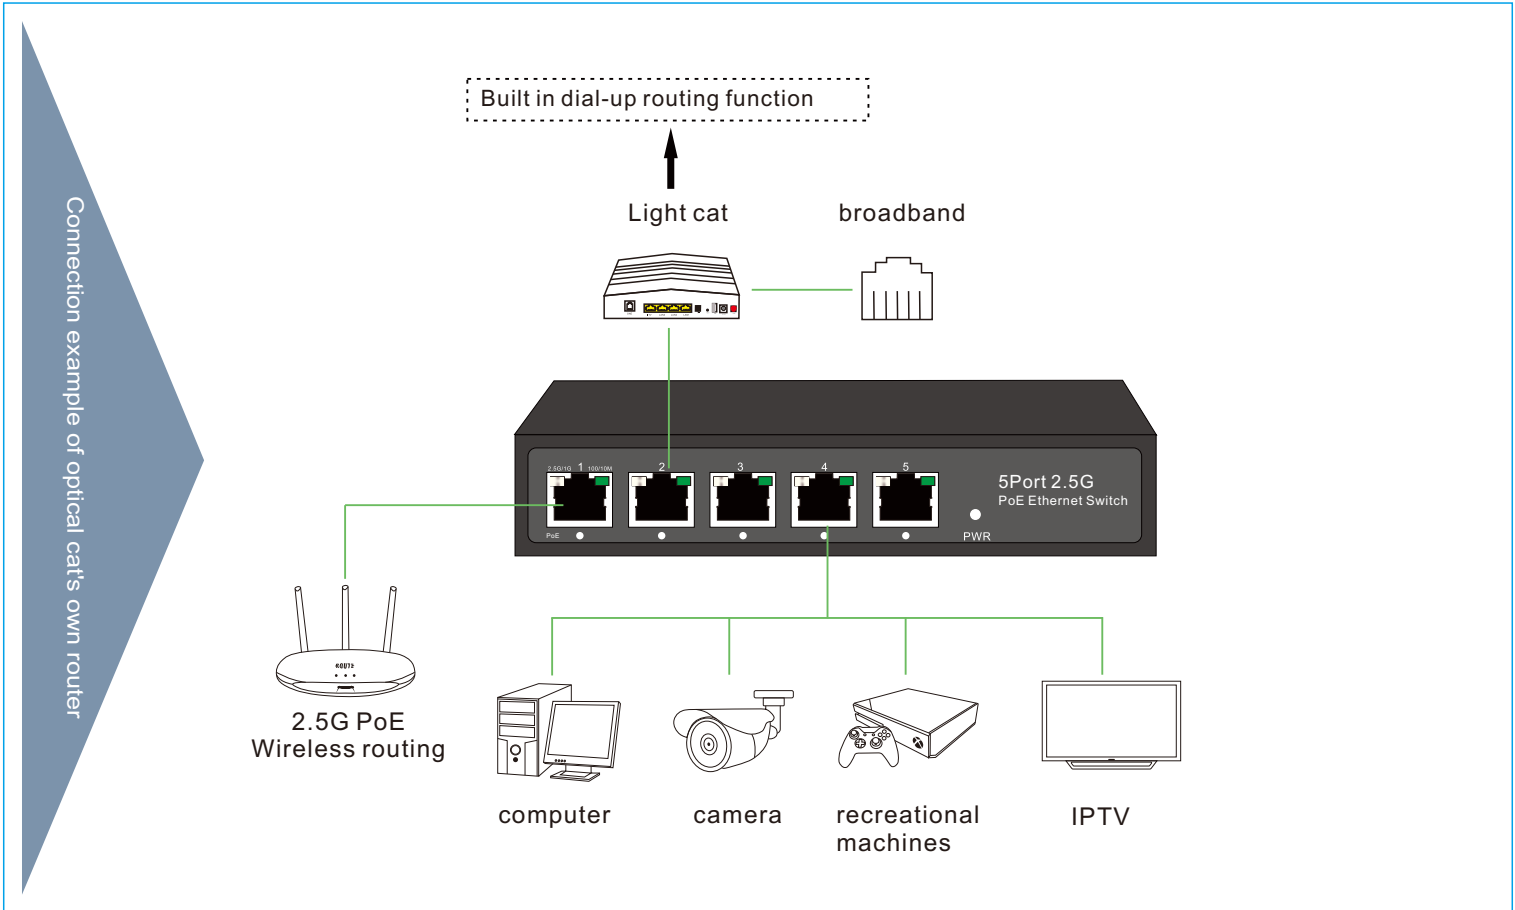 Connection example of optical cat's own router
Built in dial-up routing function
Light cat
broadband
2.5G/1G 1 100/10M
2
3
4
5
5Port 2.5G
PoE Ethernet Switch
PoE
PWR
2.5G PoE
Wireless routing
computer
camera
recreational
machines
IPTV